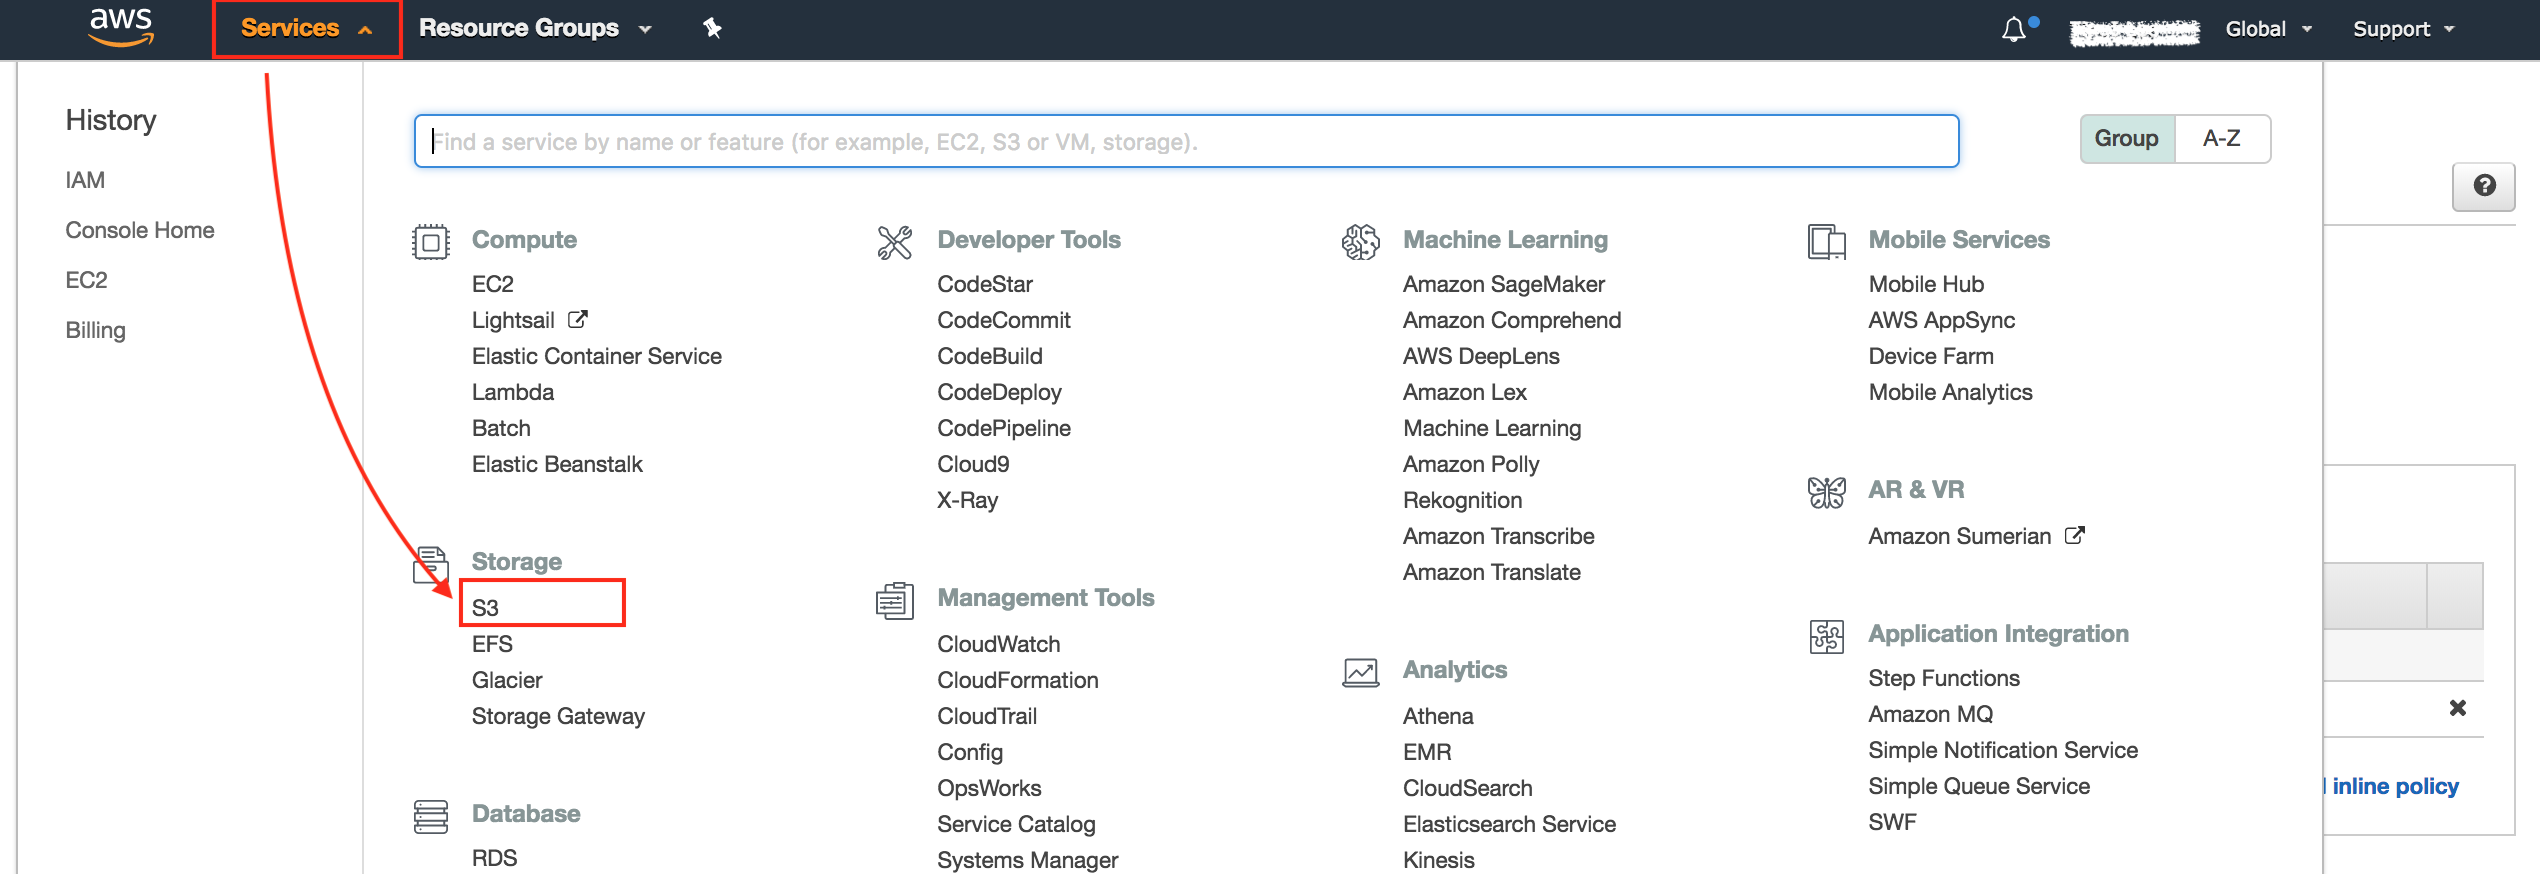 aws
Services
Resource Groups
Global
Support
History
IAM
Console Home
EC2
Billing
Find a service by name or feature (for example, EC2, S3 or VM, storage).
Group
A-Z
Compute
EC2
Lightsail
Elastic Container Service
Lambda
Batch
Elastic Beanstalk
Storage
S3
EFS
Glacier
Storage Gateway
Database
RDS
Developer Tools
CodeStar
CodeCommit
CodeBuild
CodeDeploy
CodePipeline
Cloud9
X-Ray
Management Tools
CloudWatch
CloudFormation
CloudTrail
Config
OpsWorks
Service Catalog
Systems Manager
Machine Learning
Amazon SageMaker
Amazon Comprehend
AWS DeepLens
Amazon Lex
Machine Learning
Amazon Polly
Rekognition
Amazon Transcribe
Amazon Translate
Analytics
Athena
EMR
CloudSearch
Elasticsearch Service
Kinesis
Mobile Services
Mobile Hub
AWS AppSync
Device Farm
Mobile Analytics
AR & VR
Amazon Sumerian
Application Integration
Step Functions
Amazon MQ
Simple Notification Service
Simple Queue Service
SWF
inline policy